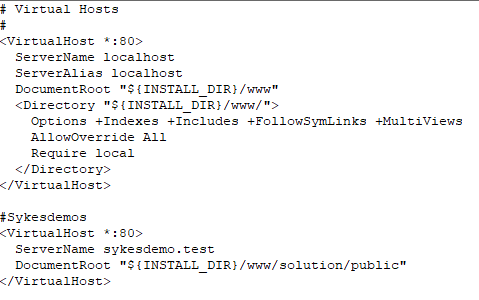 # Virtual Hosts
#
<VirtualHost *:80>
  ServerName localhost
  ServerAlias localhost
  DocumentRoot "${INSTALL_DIR}/www"
  <Directory "${INSTALL_DIR}/www/">
    Options +Indexes +Includes +FollowSymLinks +MultiViews
    AllowOverride All
    Require local
  </Directory>
</VirtualHost>

#Sykesdemos
<VirtualHost *:80>
  ServerName sykesdemo.test
  DocumentRoot "${INSTALL_DIR}/www/solution/public"
</VirtualHost>